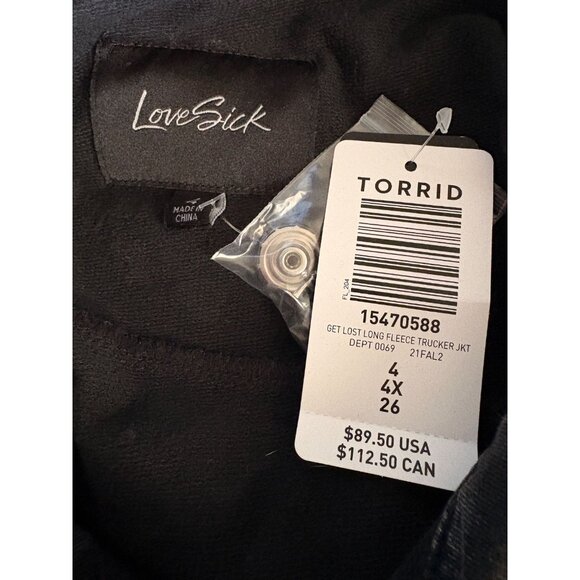 LoveSick
MADE IN
CHINA
TORRID
FL_204
15470588
GET LOST LONG FLEECE TRUCKER JKT
DEPT 0069 21FAL2
4
4X
26
$89.50 USA
$112.50 CAN